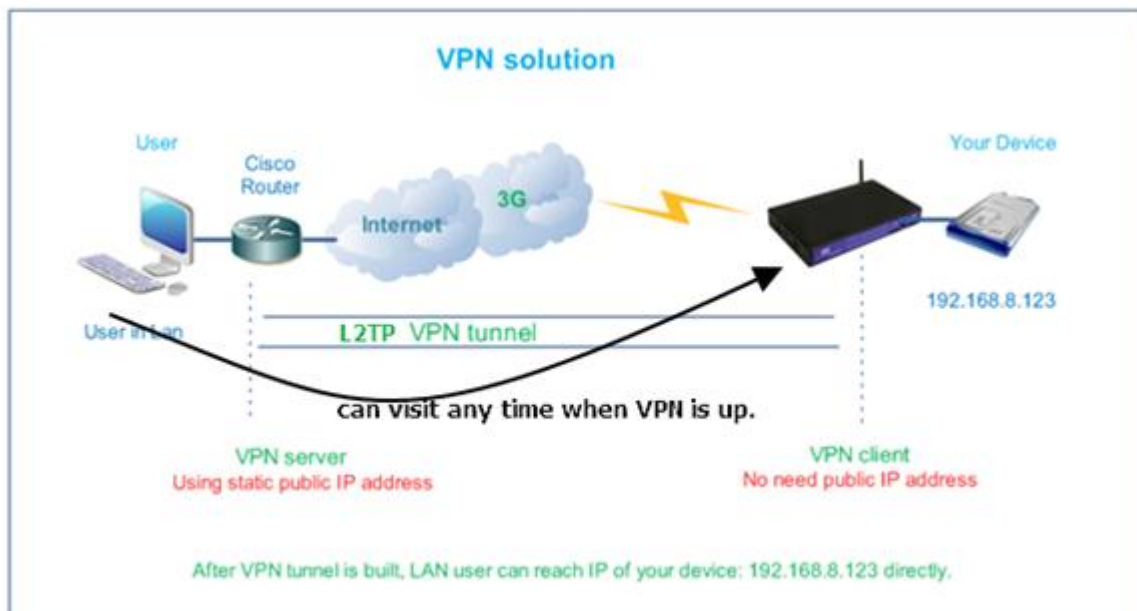 VPN solution
User
Your Device
Cisco
Router
3G
Internet
192.168.8.123
User in Lan
L2TP VPN tunnel
can visit any time when VPN is up.
VPN server
Using static public IP address
VPN client
No need public IP address
After VPN tunnel is built, LAN user can reach IP of your device: 192.168.8.123 directly.